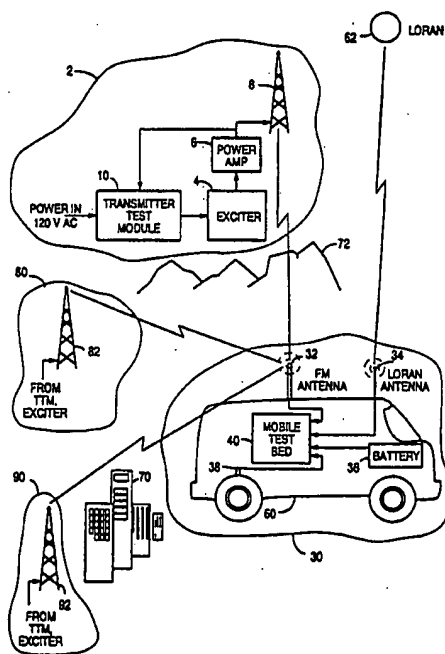 62
LORAN
2
8
6
POWER
AMP
10
4
TRANSMITTER
TEST
MODULE
EXCITER
POWER IN
120 V AC
72
80
82
FROM
TTM,
EXCITER
32
34
FM
ANTENNA
LORAN
ANTENNA
40
MOBILE
TEST
BED
36
BATTERY
38
60
30
90
70
92
FROM
TTM,
EXCITER